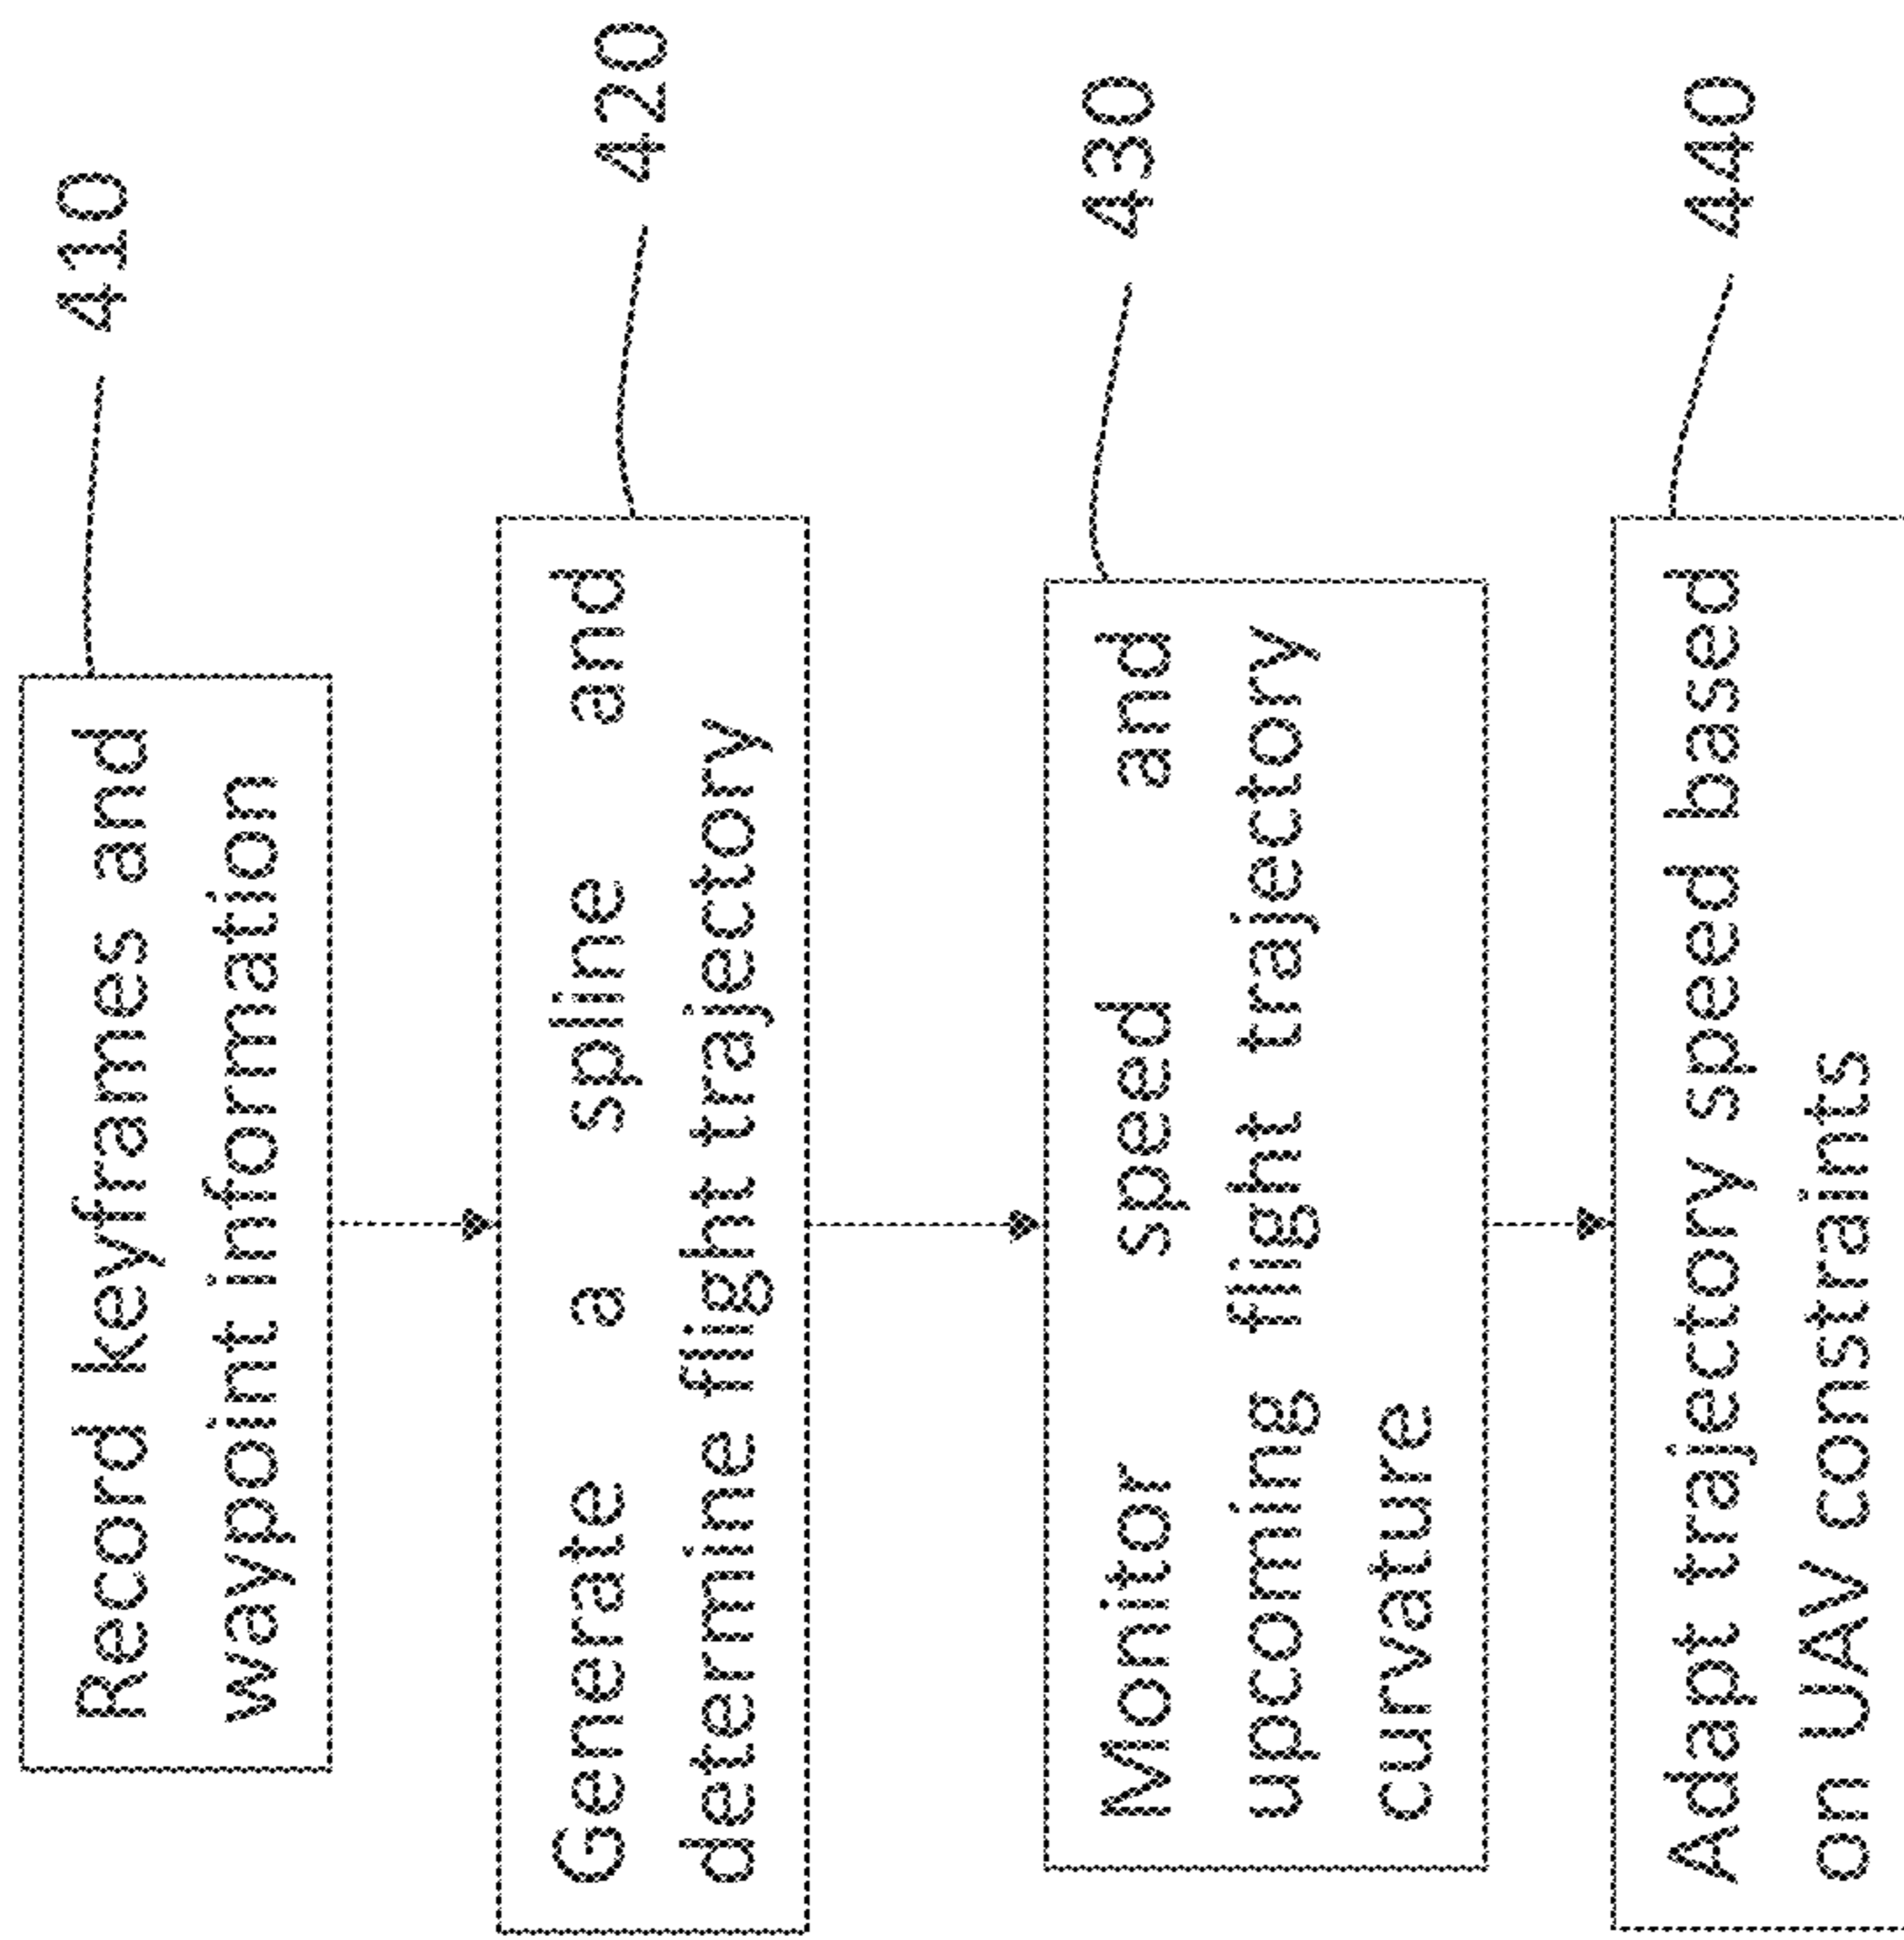 410
Record keyframes and
waypoint information
420
Generate a spline and
determine flight trajectory
430
Monitor speed and
upcoming flight trajectory
curvature
440
Adapt trajectory speed based
on UAV constraints